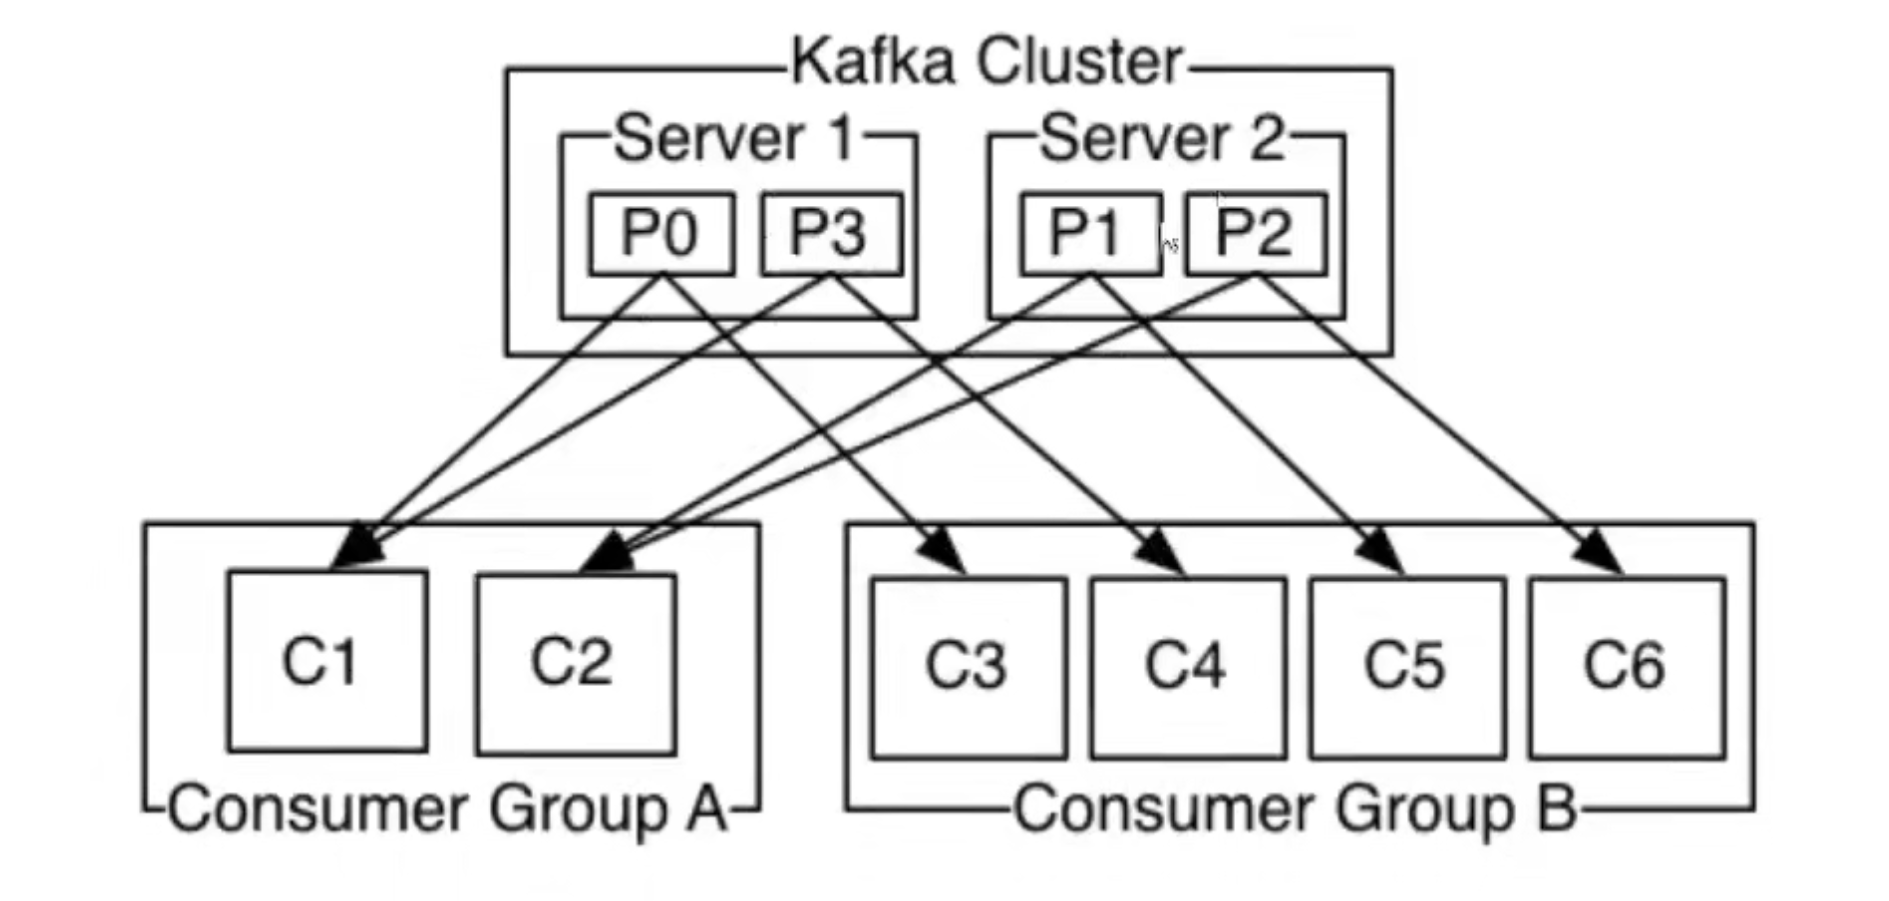 Kafka Cluster
Server 1
Server 2
P0
P3
P1
P2
C1
C2
C3
C4
C5
C6
Consumer Group A
Consumer Group B